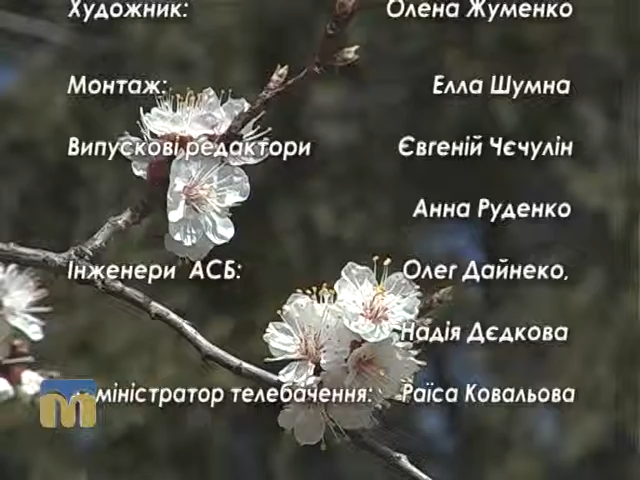 Художник: Олена Жуменко
Монтаж: Елла Шумна
Випускові редактори Євгеній Чєчулін
Анна Руденко
Інженери АСБ: Олег Дайнеко,
Надія Дєдкова
міністратор телебачення: Раїса Ковальова